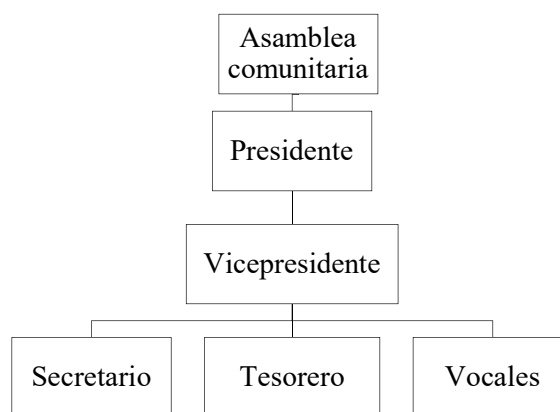 Asamblea
comunitaria
Presidente
Vicepresidente
Secretario
Tesorero
Vocales